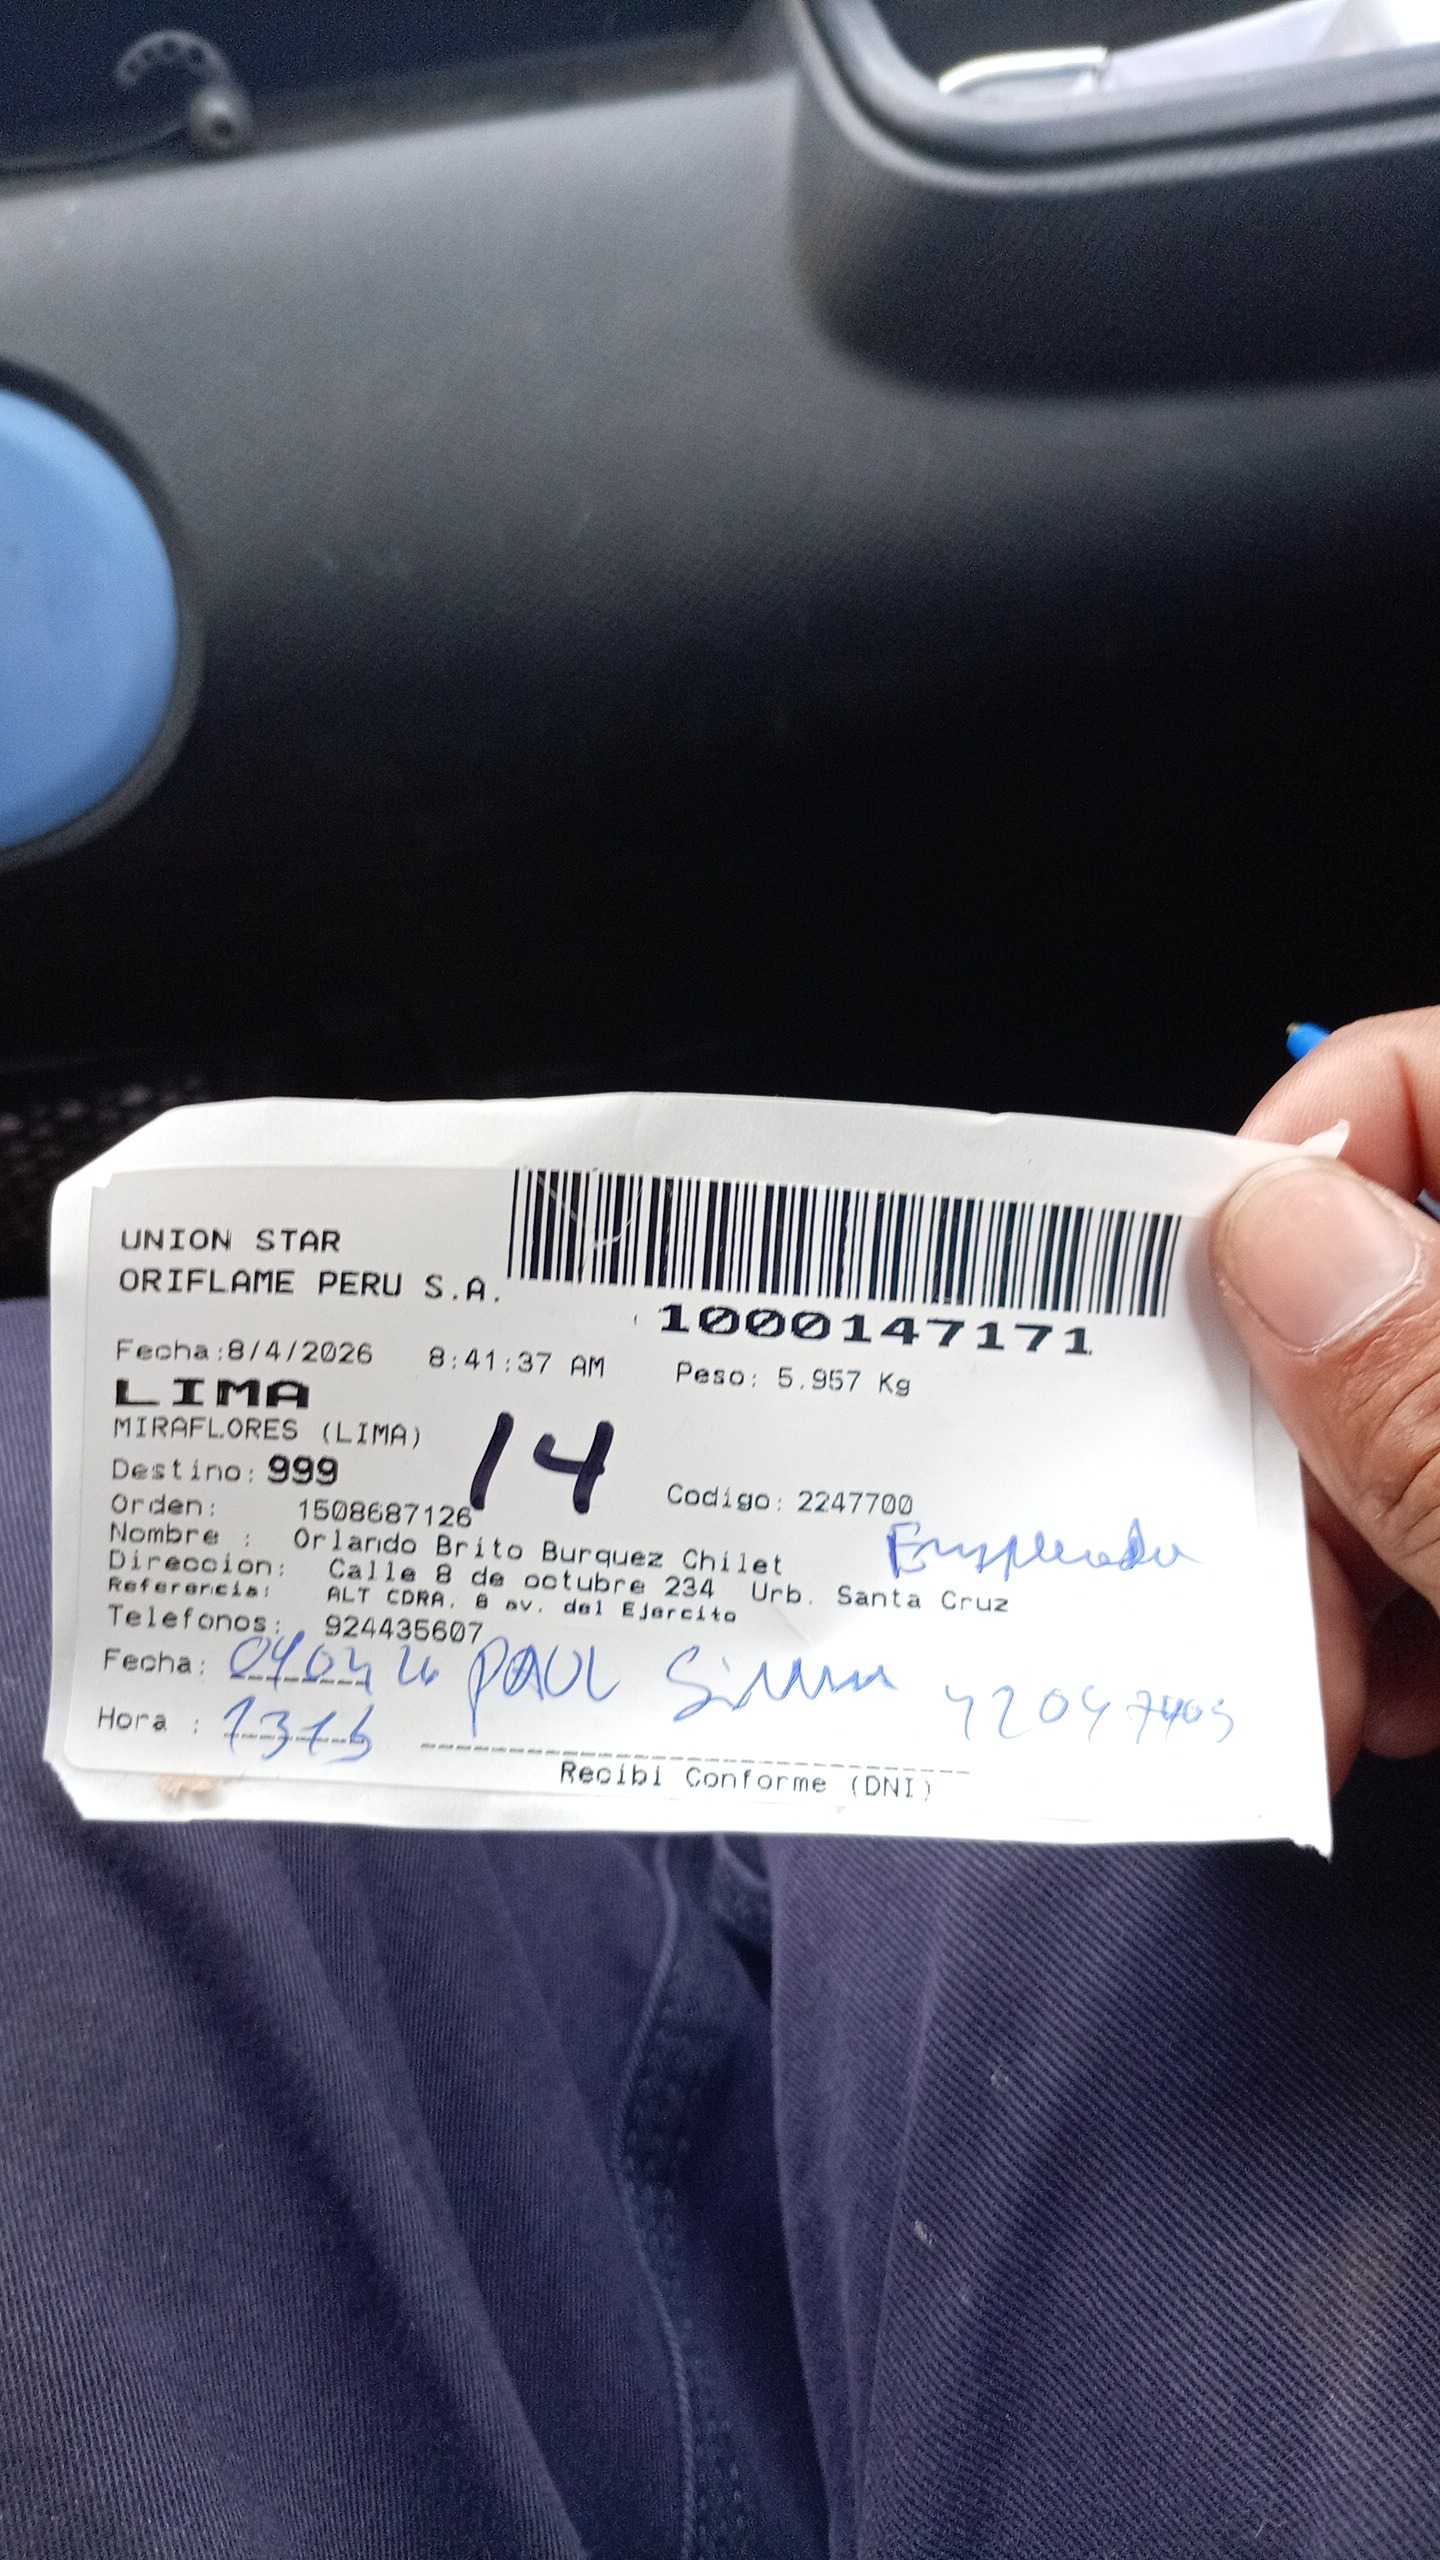 UNION STAR
ORIFLAME PERU S.A.
1000147171
Fecha:8/4/2026 8:41:37 AM Peso: 5.957 Kg
LIMA
MIRAFLORES (LIMA)
14
Destino: 999
Orden: 1508687126 Codigo: 2247700
Nombre : Orlando Brito Burquez Chilet
Direccion: Calle 8 de octubre 234 Urb. Santa Cruz
Referencia: ALT CDRA. 8 av. del Ejercito
Telefonos: 924435607
Fecha: PAUL
Hora :
Recibi Conforme (DNI)